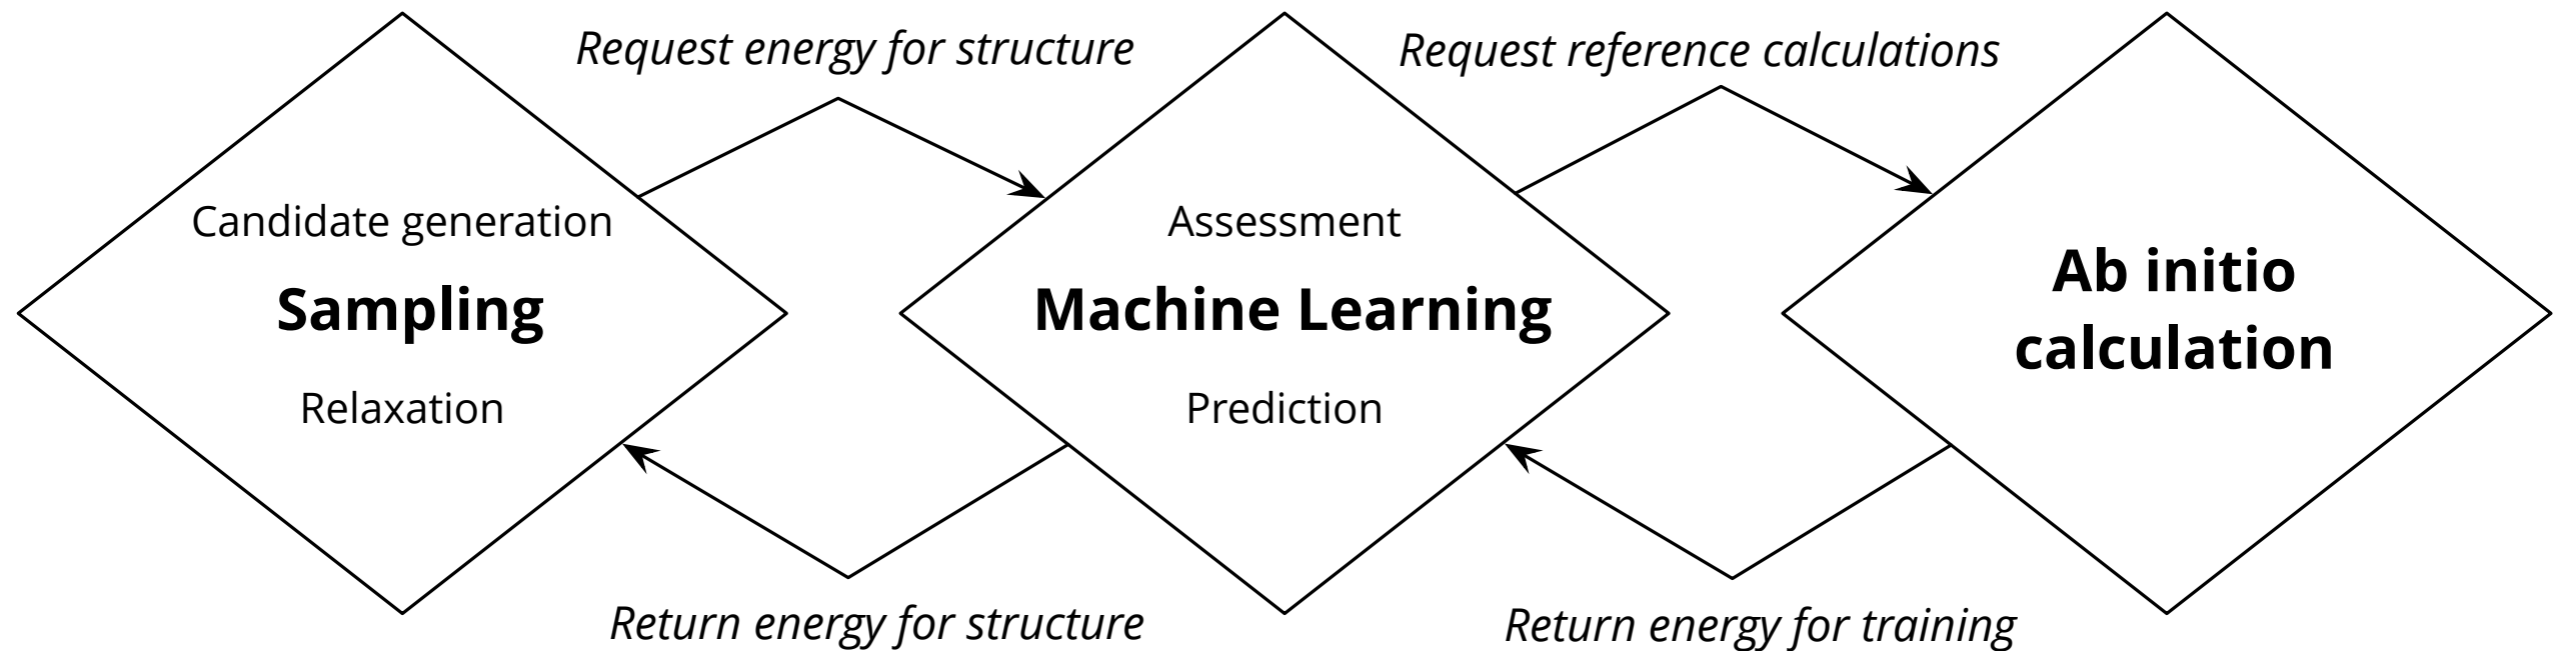 Request energy for structure
Request reference calculations
Candidate generation
Sampling
Relaxation
Assessment
Machine Learning
Prediction
Ab initio
calculation
Return energy for structure
Return energy for training